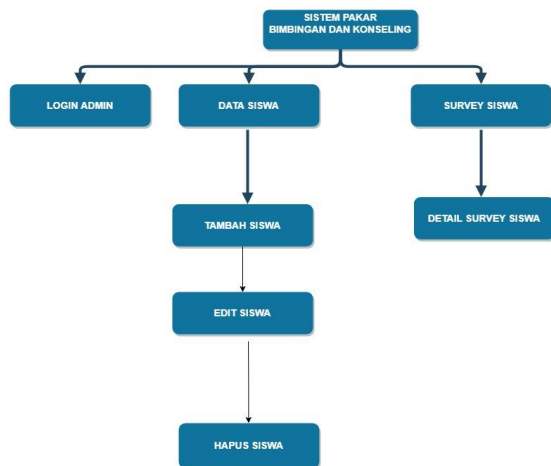 SISTEM PAKAR
BIMBINGAN DAN KONSELING
LOGIN ADMIN
DATA SISWA
SURVEY SISWA
TAMBAH SISWA
DETAIL SURVEY SISWA
EDIT SISWA
HAPUS SISWA